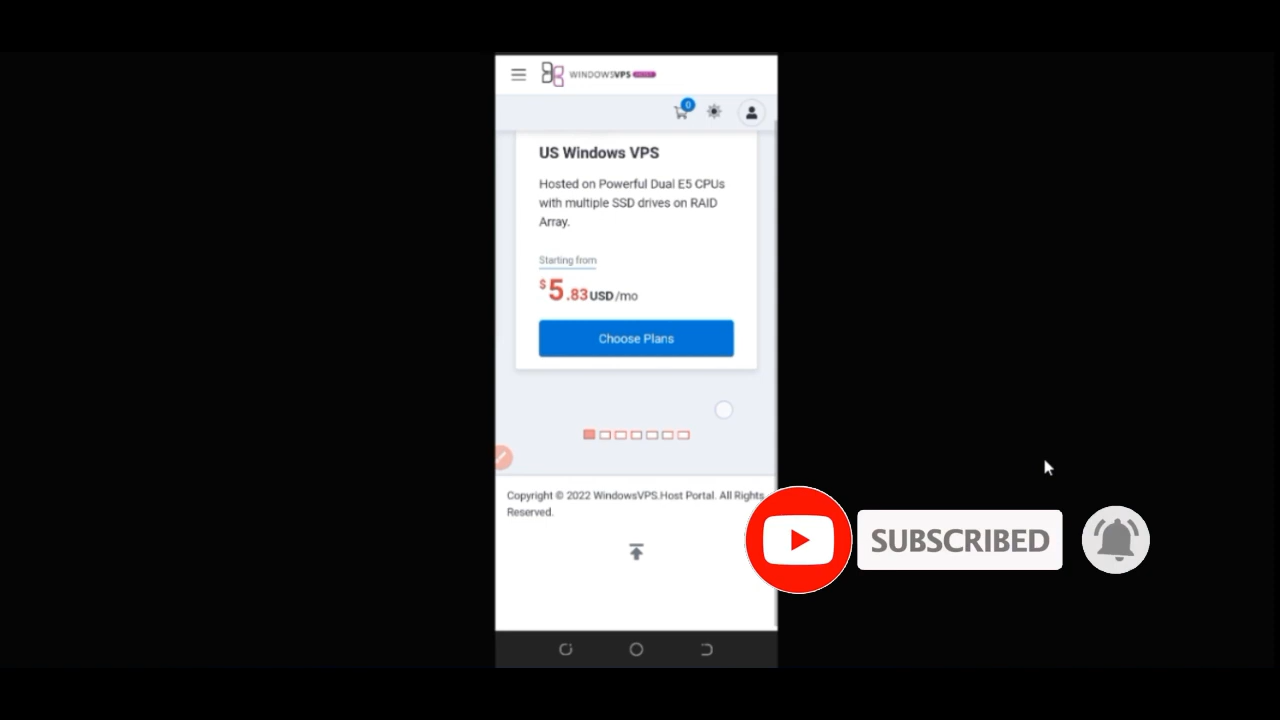 WINDOWSVPS HOST
0
US Windows VPS
Hosted on Powerful Dual E5 CPUs
with multiple SSD drives on RAID
Array.
Starting from
$5.83USD/mo
Choose Plans
Copyright © 2022 WindowsVPS.Host Portal. All Rights
Reserved.
SUBSCRIBED